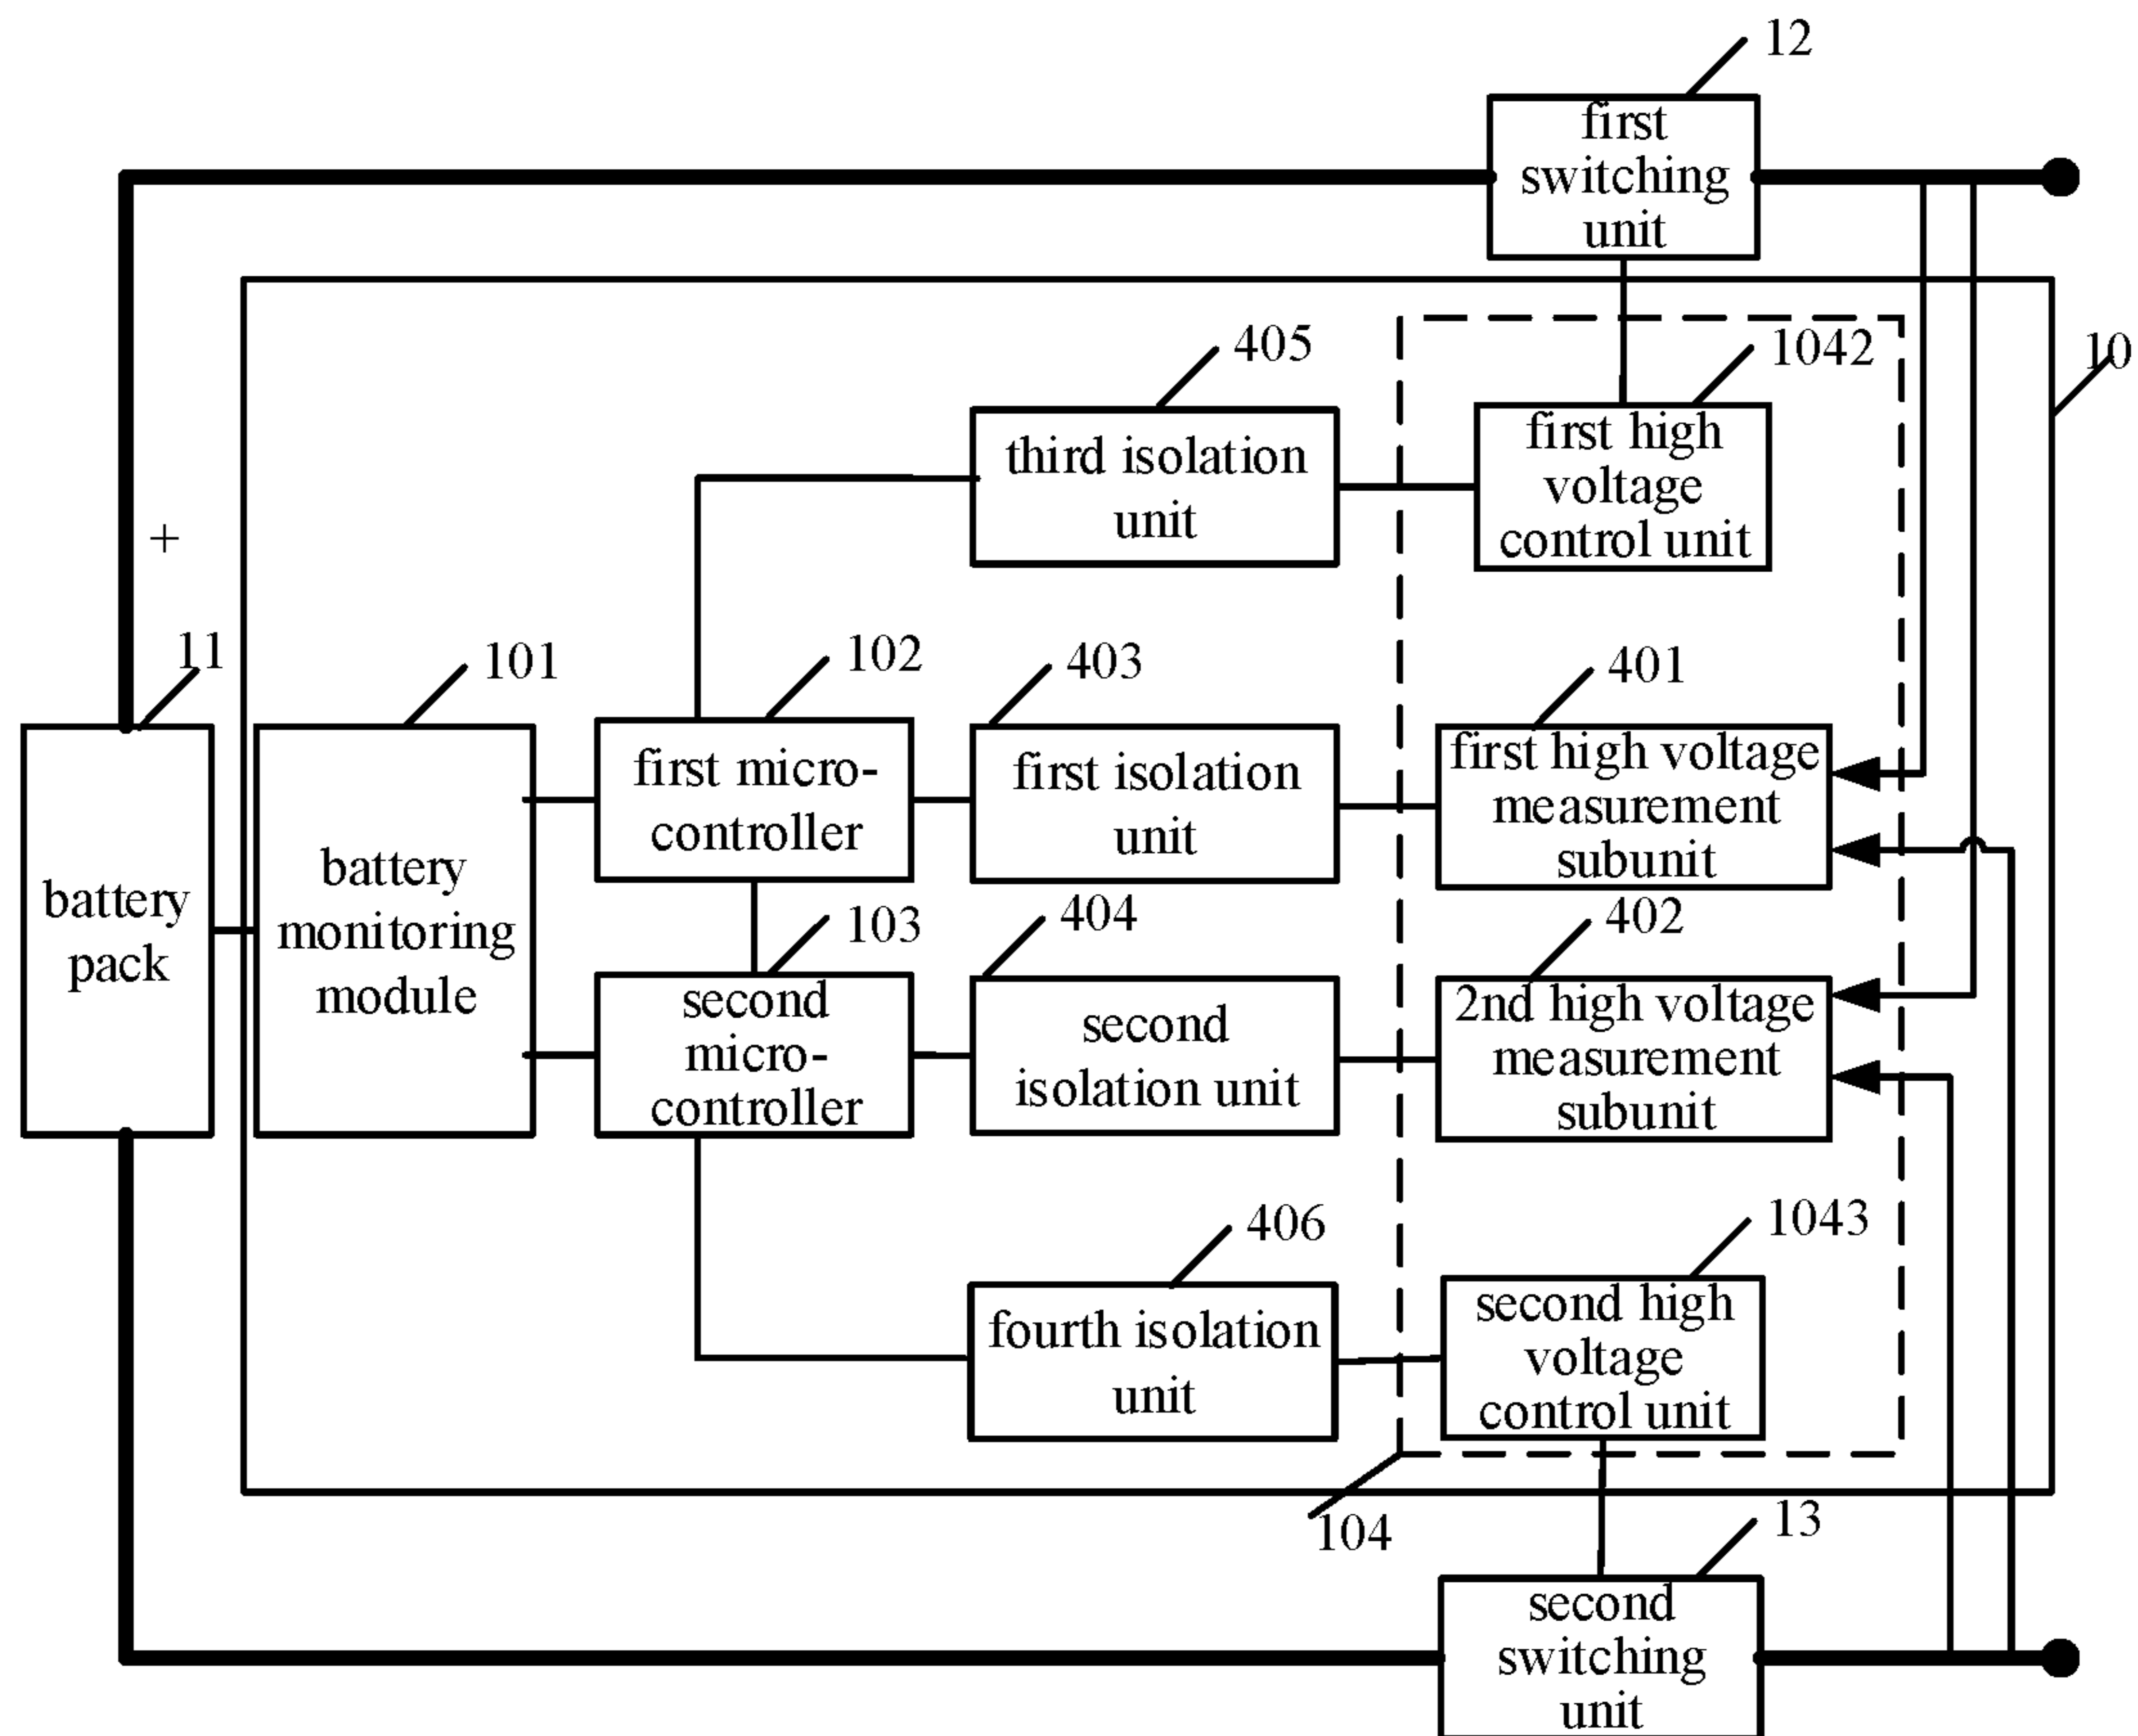 12
first
switching
unit
10
405
1042
third isolation
unit
first high
voltage
control unit
+
11
101
102
403
401
battery
pack
battery
monitoring
module
first micro-
controller
first isolation
unit
first high voltage
measurement
subunit
103
404
402
second
micro-
controller
second
isolation unit
2nd high voltage
measurement
subunit
406
1043
fourth isolation
unit
second high
voltage
control unit
104
13
second
switching
unit